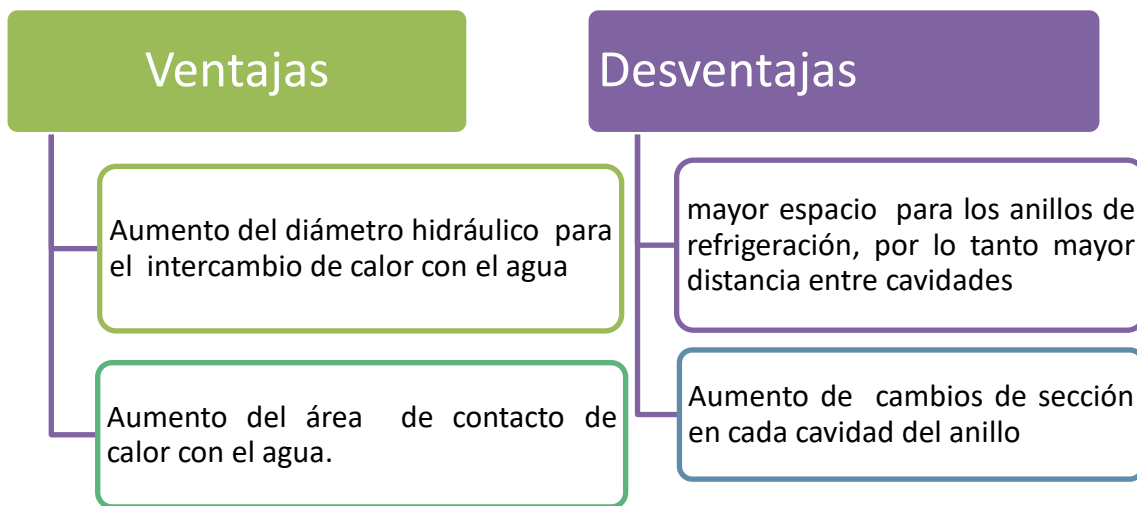 Ventajas
Aumento del diámetro hidráulico para
el intercambio de calor con el agua
Aumento del área de contacto de
calor con el agua.
Desventajas
mayor espacio para los anillos de
refrigeración, por lo tanto mayor
distancia entre cavidades
Aumento de cambios de sección
en cada cavidad del anillo